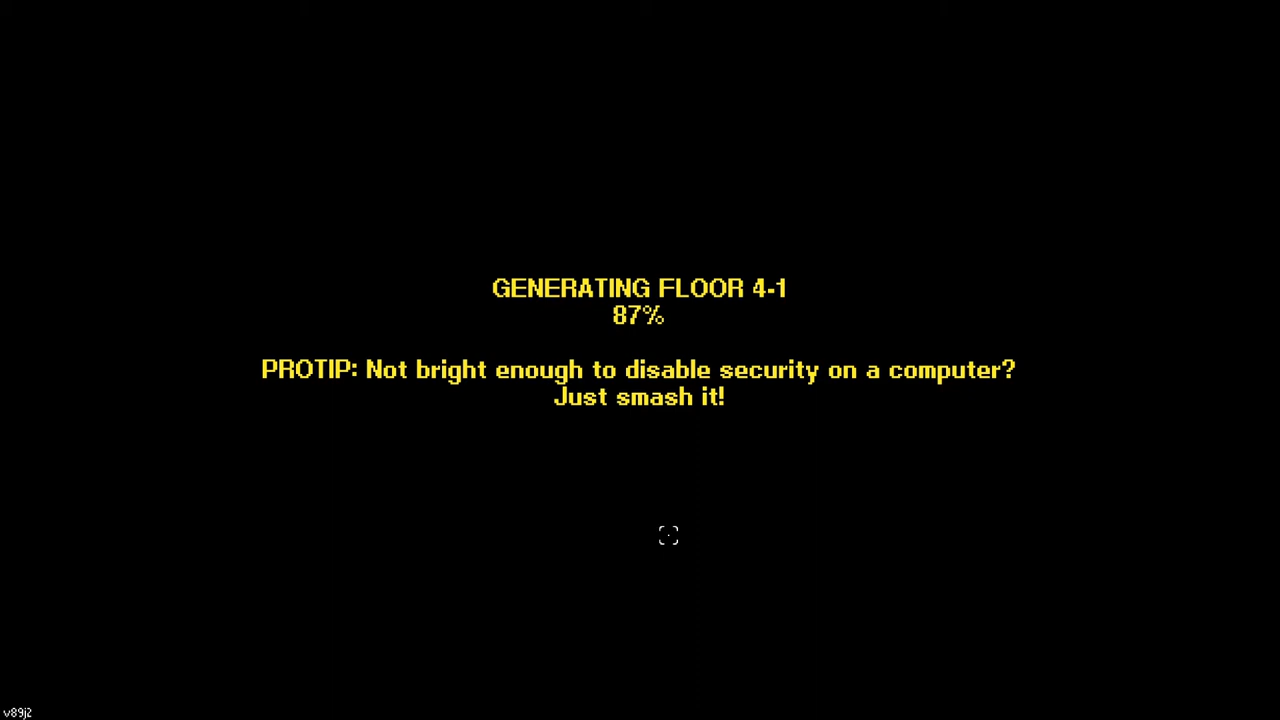 GENERATING FLOOR 4-1
87%
PROTIP: Not bright enough to disable security on a computer?
Just smash it!
v89j2